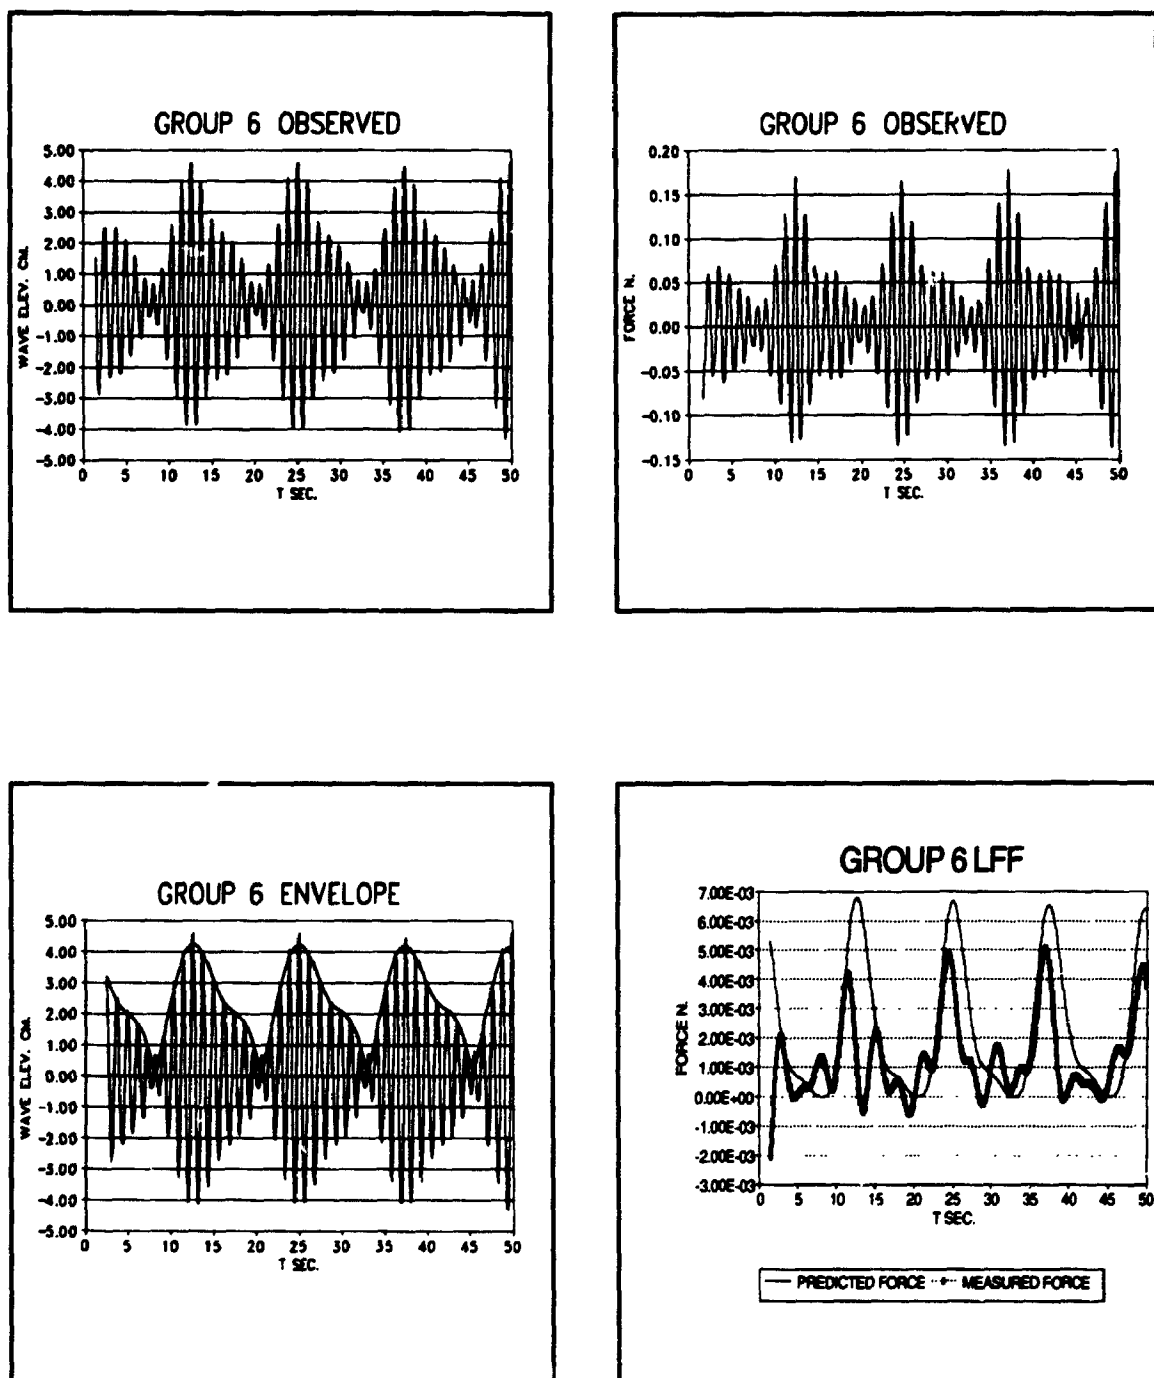 GROUP 6 OBSERVED
5.00
4.00
3.00
2.00
1.00
0.00
-1.00
-2.00
-3.00
-4.00
-5.00
WAVE ELEV. CM.
0 5 10 15 20 25 30 35 40 45 50
T SEC.
GROUP 6 OBSERVED
0.20
0.15
0.10
0.05
0.00
-0.05
-0.10
-0.15
FORCE N.
0 5 10 15 20 25 30 35 40 45 50
T SEC.
GROUP 6 ENVELOPE
5.00
4.00
3.00
2.00
1.00
0.00
-1.00
-2.00
-3.00
-4.00
-5.00
WAVE ELEV. CM.
0 5 10 15 20 25 30 35 40 45 50
T SEC.
GROUP 6 LFF
7.00E-03
6.00E-03
5.00E-03
4.00E-03
3.00E-03
2.00E-03
1.00E-03
0.00E+00
-1.00E-03
-2.00E-03
-3.00E-03
FORCE N.
0 5 10 15 20 25 30 35 40 45 50
T SEC.
PREDICTED FORCE MEASURED FORCE